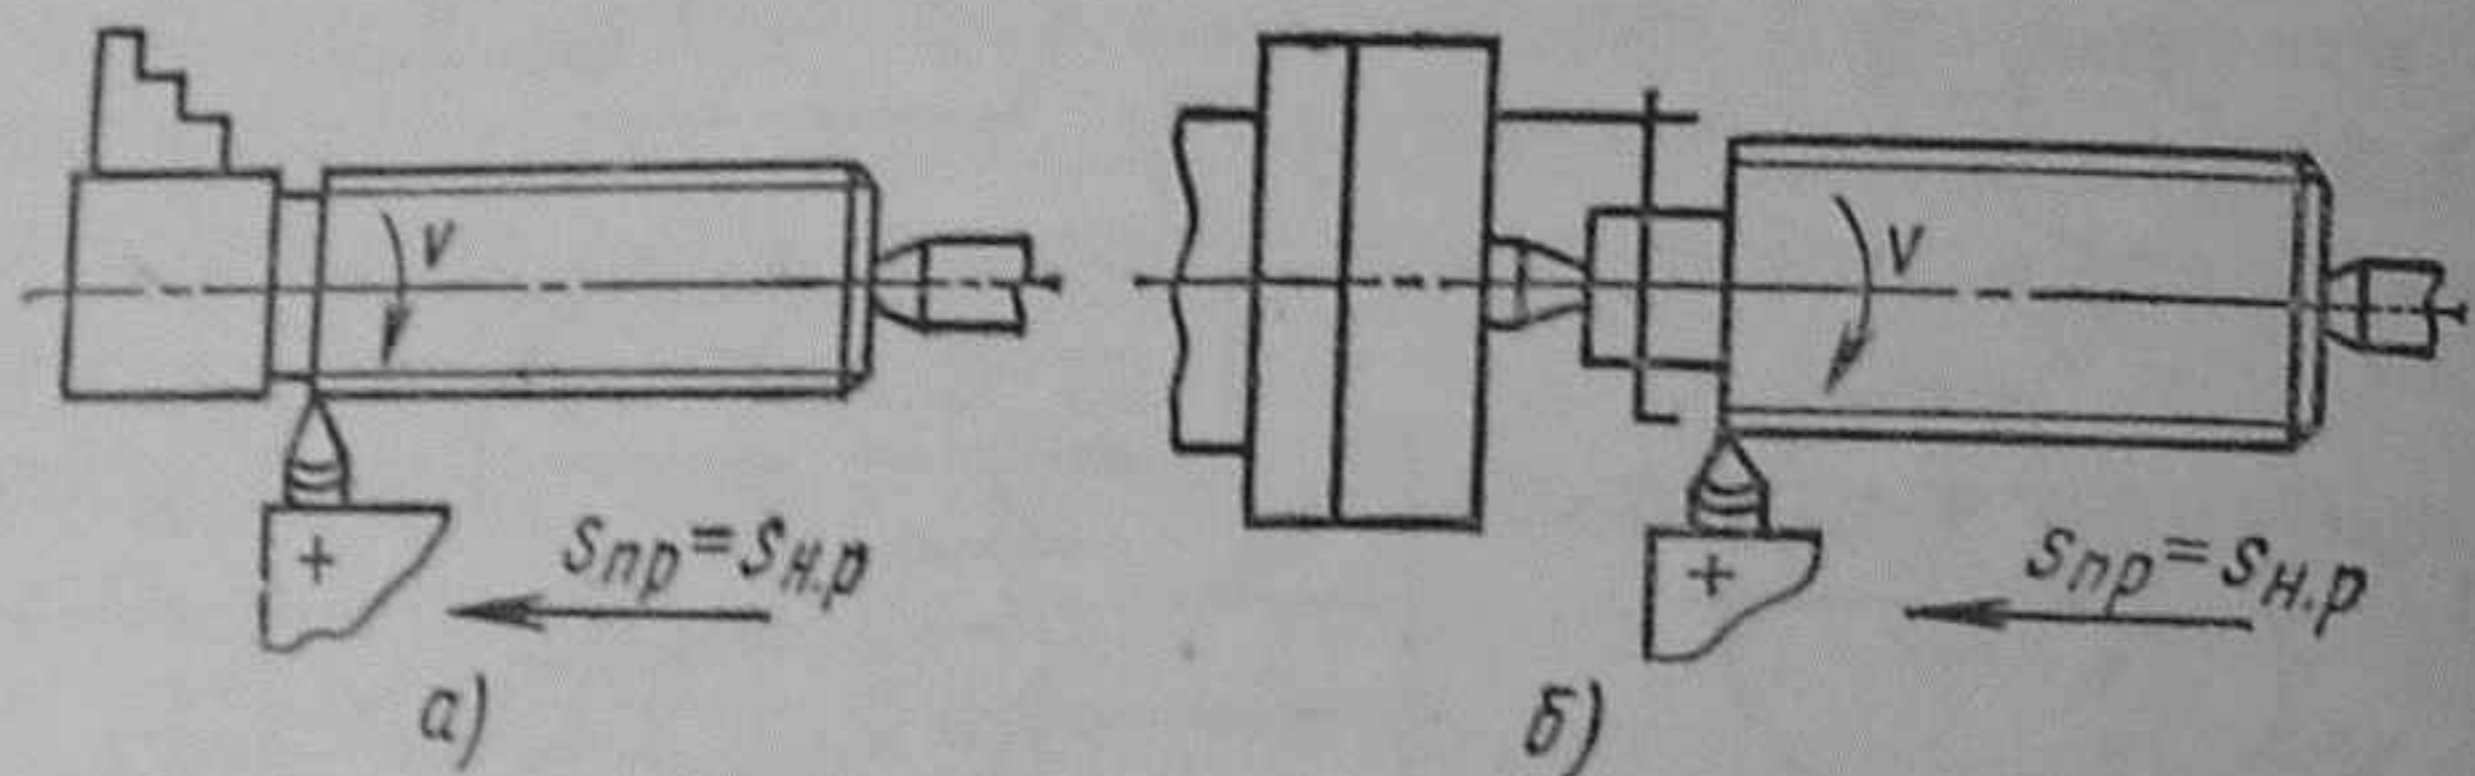 v
v
+
sпр=sн.р
+
sпр=sн.р
а)
б)